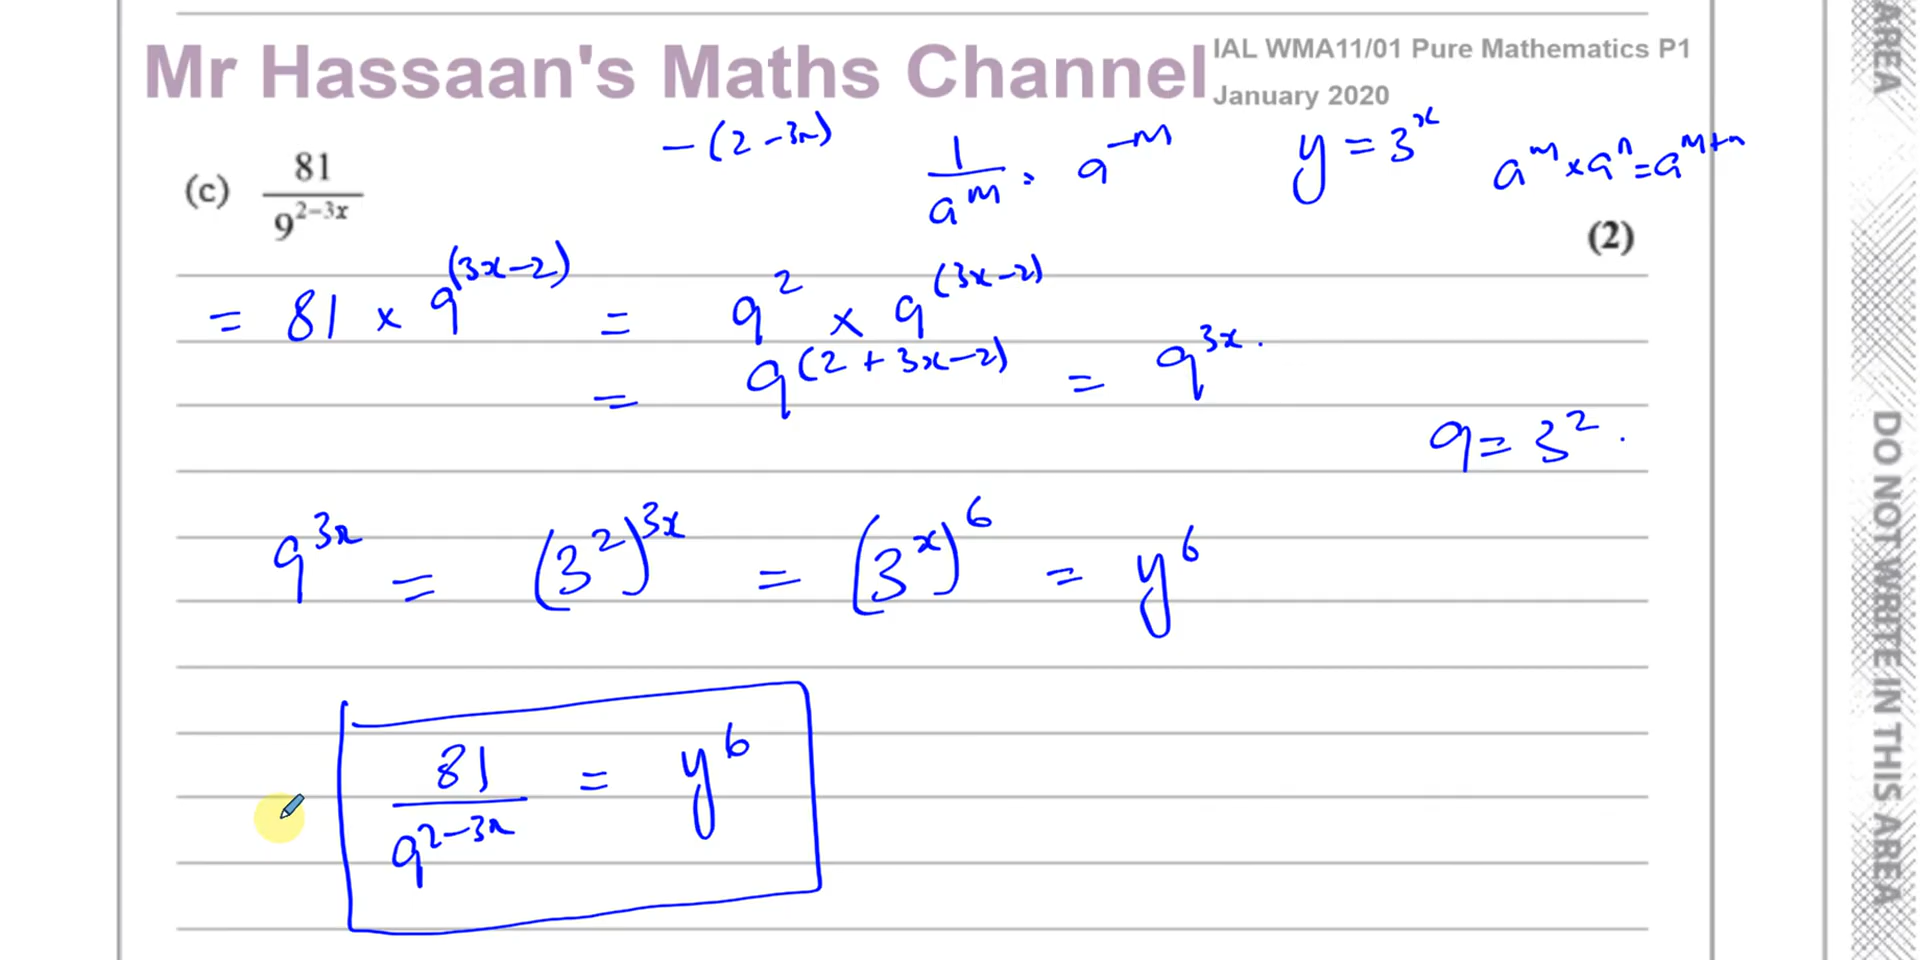 Mr Hassaan's Maths Channel
IAL WMA11/01 Pure Mathematics P1
January 2020
-(2-3x)
1/a^m = a^-m
y = 3^x
a^m × a^n = a^m+n
(c) 81/9^2−3x
(2)
= 81 × 9^(3x-2) = 9^2 × 9^(3x-2)
= 9^(2+3x-2) = 9^3x.
9 = 3^2.
9^3x = (3^2)^3x = (3^x)^6 = y^6
81/9^2-3x = y^6
AREA
DO NOT WRITE IN THIS AREA